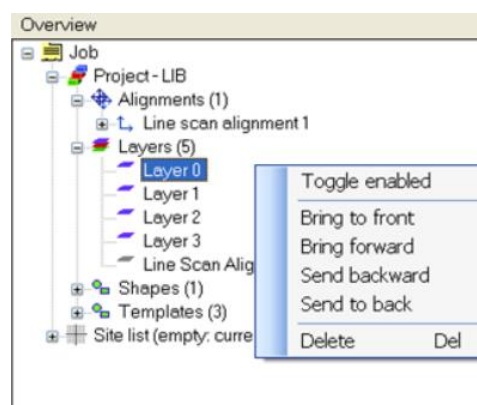 Overview
Job
Project - LIB
Alignments (1)
Line scan alignment 1
Layers (5)
Layer 0
Layer 1
Layer 2
Layer 3
Line Scan Alig
Shapes (1)
Templates (3)
Site list (empty: curre
Toggle enabled
Bring to front
Bring forward
Send backward
Send to back
Delete Del